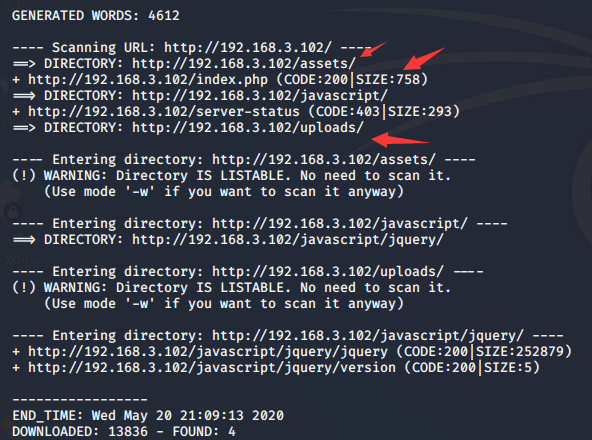 GENERATED WORDS: 4612
---- Scanning URL: http://192.168.3.102/ ----
==> DIRECTORY: http://192.168.3.102/assets/
+ http://192.168.3.102/index.php (CODE:200|SIZE:758)
==> DIRECTORY: http://192.168.3.102/javascript/
+ http://192.168.3.102/server-status (CODE:403|SIZE:293)
==> DIRECTORY: http://192.168.3.102/uploads/
---- Entering directory: http://192.168.3.102/assets/ ----
(!) WARNING: Directory IS LISTABLE. No need to scan it.
(Use mode '-w' if you want to scan it anyway)
---- Entering directory: http://192.168.3.102/javascript/ ----
==> DIRECTORY: http://192.168.3.102/javascript/jquery/
---- Entering directory: http://192.168.3.102/uploads/ ----
(!) WARNING: Directory IS LISTABLE. No need to scan it.
(Use mode '-w' if you want to scan it anyway)
---- Entering directory: http://192.168.3.102/javascript/jquery/ ----
+ http://192.168.3.102/javascript/jquery/jquery (CODE:200|SIZE:252879)
+ http://192.168.3.102/javascript/jquery/version (CODE:200|SIZE:5)
-----------------
END_TIME: Wed May 20 21:09:13 2020
DOWNLOADED: 13836 - FOUND: 4